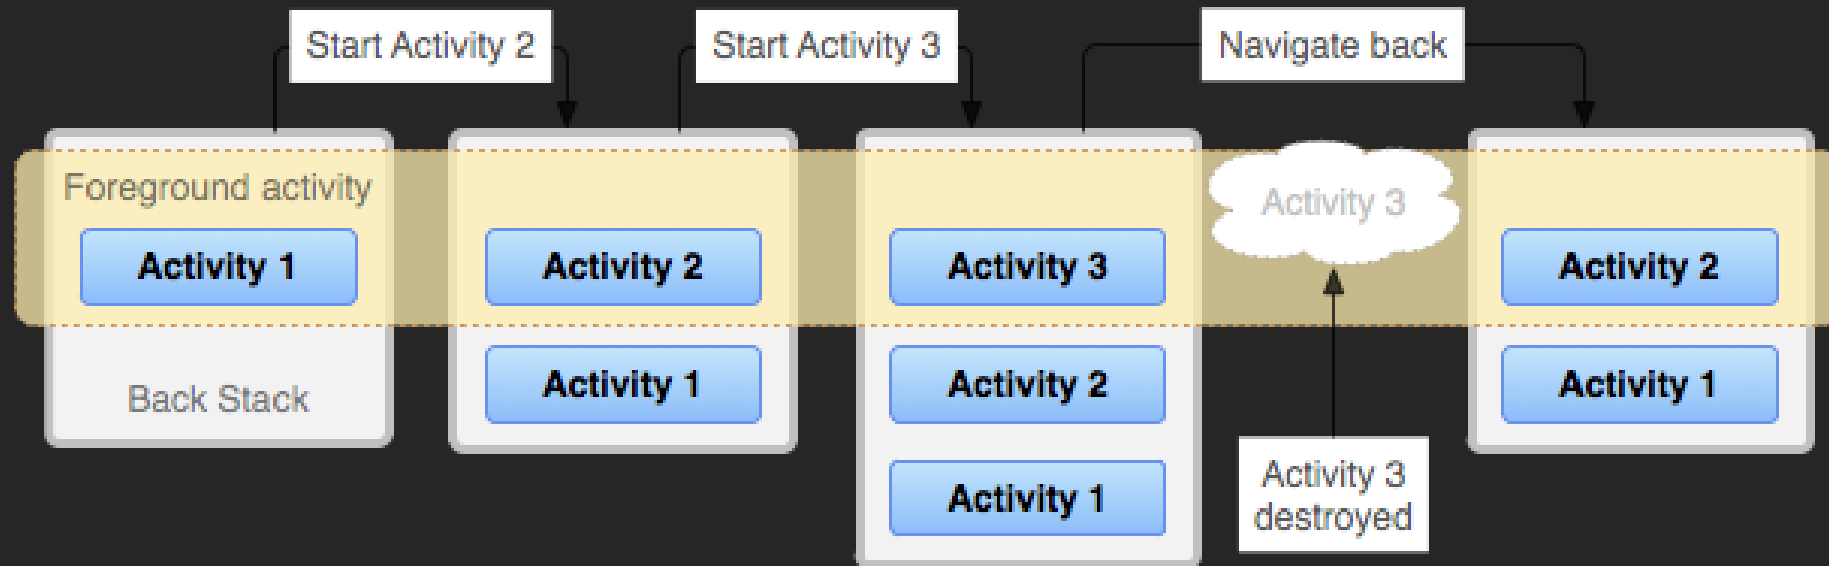 Start Activity 2
Start Activity 3
Navigate back
Foreground activity
Activity 1
Back Stack
Activity 2
Activity 1
Activity 3
Activity 2
Activity 1
Activity 3
Activity 3
destroyed
Activity 2
Activity 1